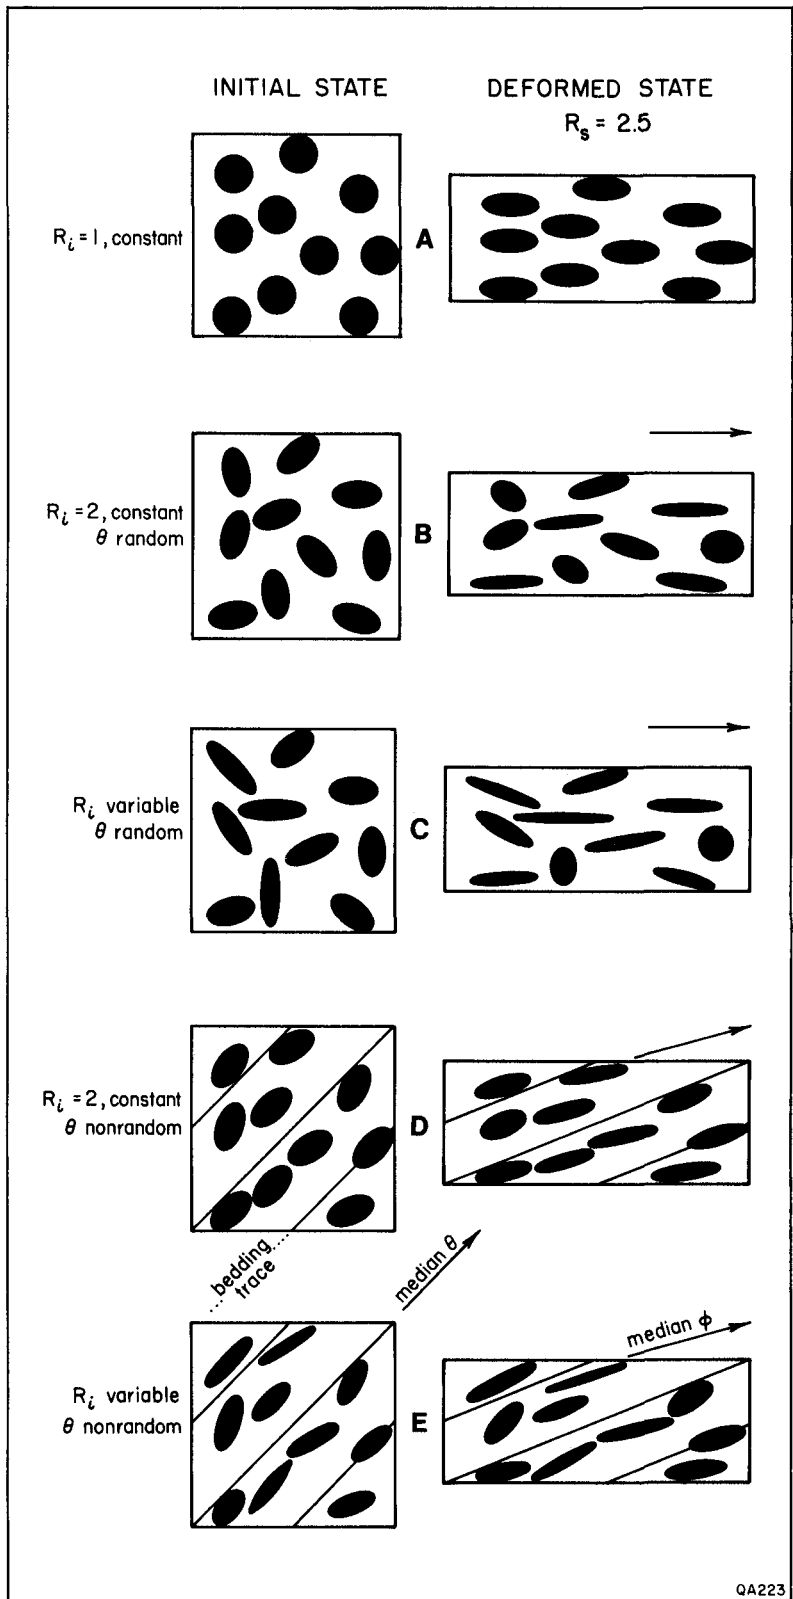 INITIAL STATE
DEFORMED STATE
Rs = 2.5
Ri = 1, constant
A
Ri = 2, constant
θ random
B
Ri variable
θ random
C
Ri = 2, constant
θ nonrandom
D
...bedding....
trace
median θ
median ϕ
Ri variable
θ nonrandom
E
QA223